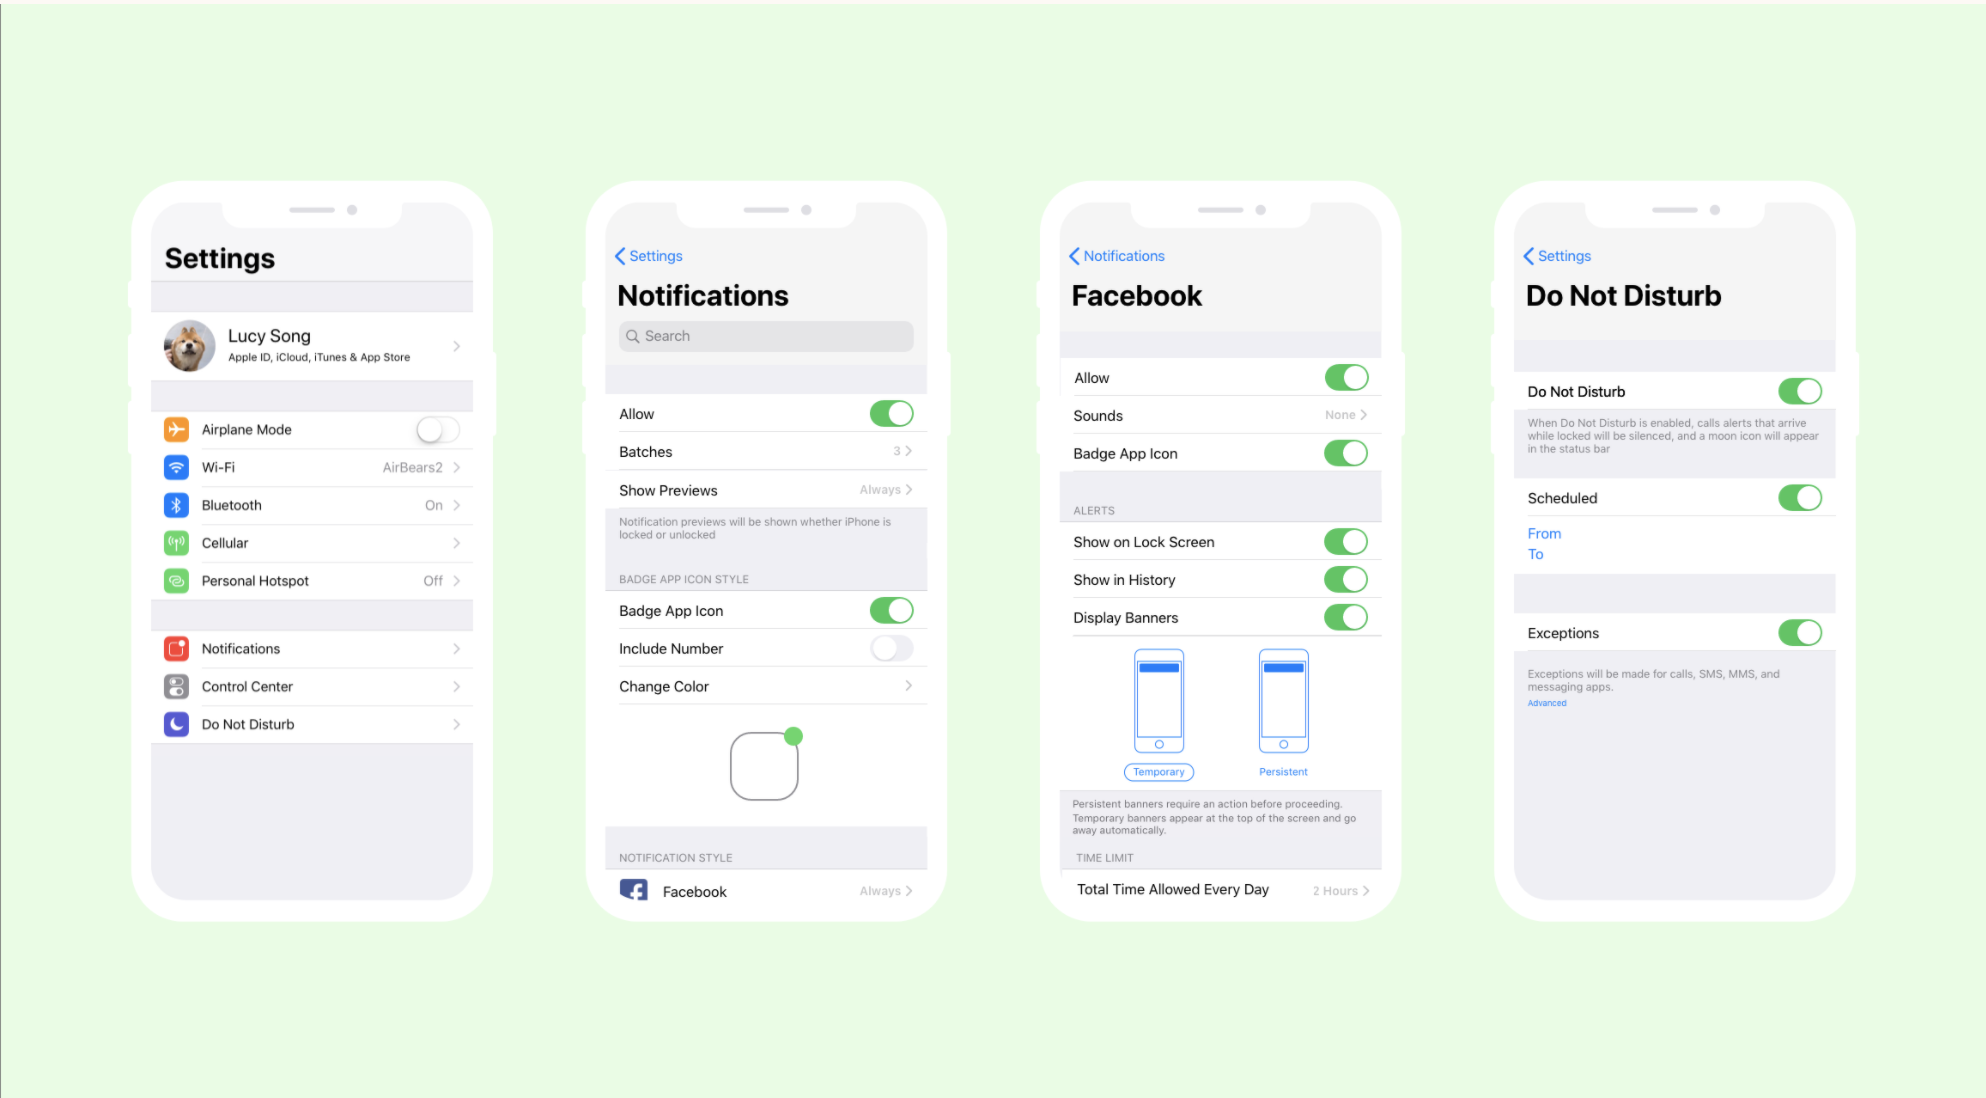 Settings
Lucy Song
Apple ID, iCloud, iTunes & App Store
Airplane Mode
Wi-Fi AirBears2
Bluetooth On
Cellular
Personal Hotspot Off
Notifications
Control Center
Do Not Disturb
Settings
Notifications
Search
Allow
Batches 3
Show Previews Always
Notification previews will be shown whether iPhone is
locked or unlocked
BADGE APP ICON STYLE
Badge App Icon
Include Number
Change Color
NOTIFICATION STYLE
Facebook Always
Notifications
Facebook
Allow
Sounds None
Badge App Icon
ALERTS
Show on Lock Screen
Show in History
Display Banners
Temporary Persistent
Persistent banners require an action before proceeding.
Temporary banners appear at the top of the screen and go
away automatically.
TIME LIMIT
Total Time Allowed Every Day 2 Hours
Settings
Do Not Disturb
Do Not Disturb
When Do Not Disturb is enabled, calls alerts that arrive
while locked will be silenced, and a moon icon will appear
in the status bar
Scheduled
From
To
Exceptions
Exceptions will be made for calls, SMS, MMS, and
messaging apps.
Advanced